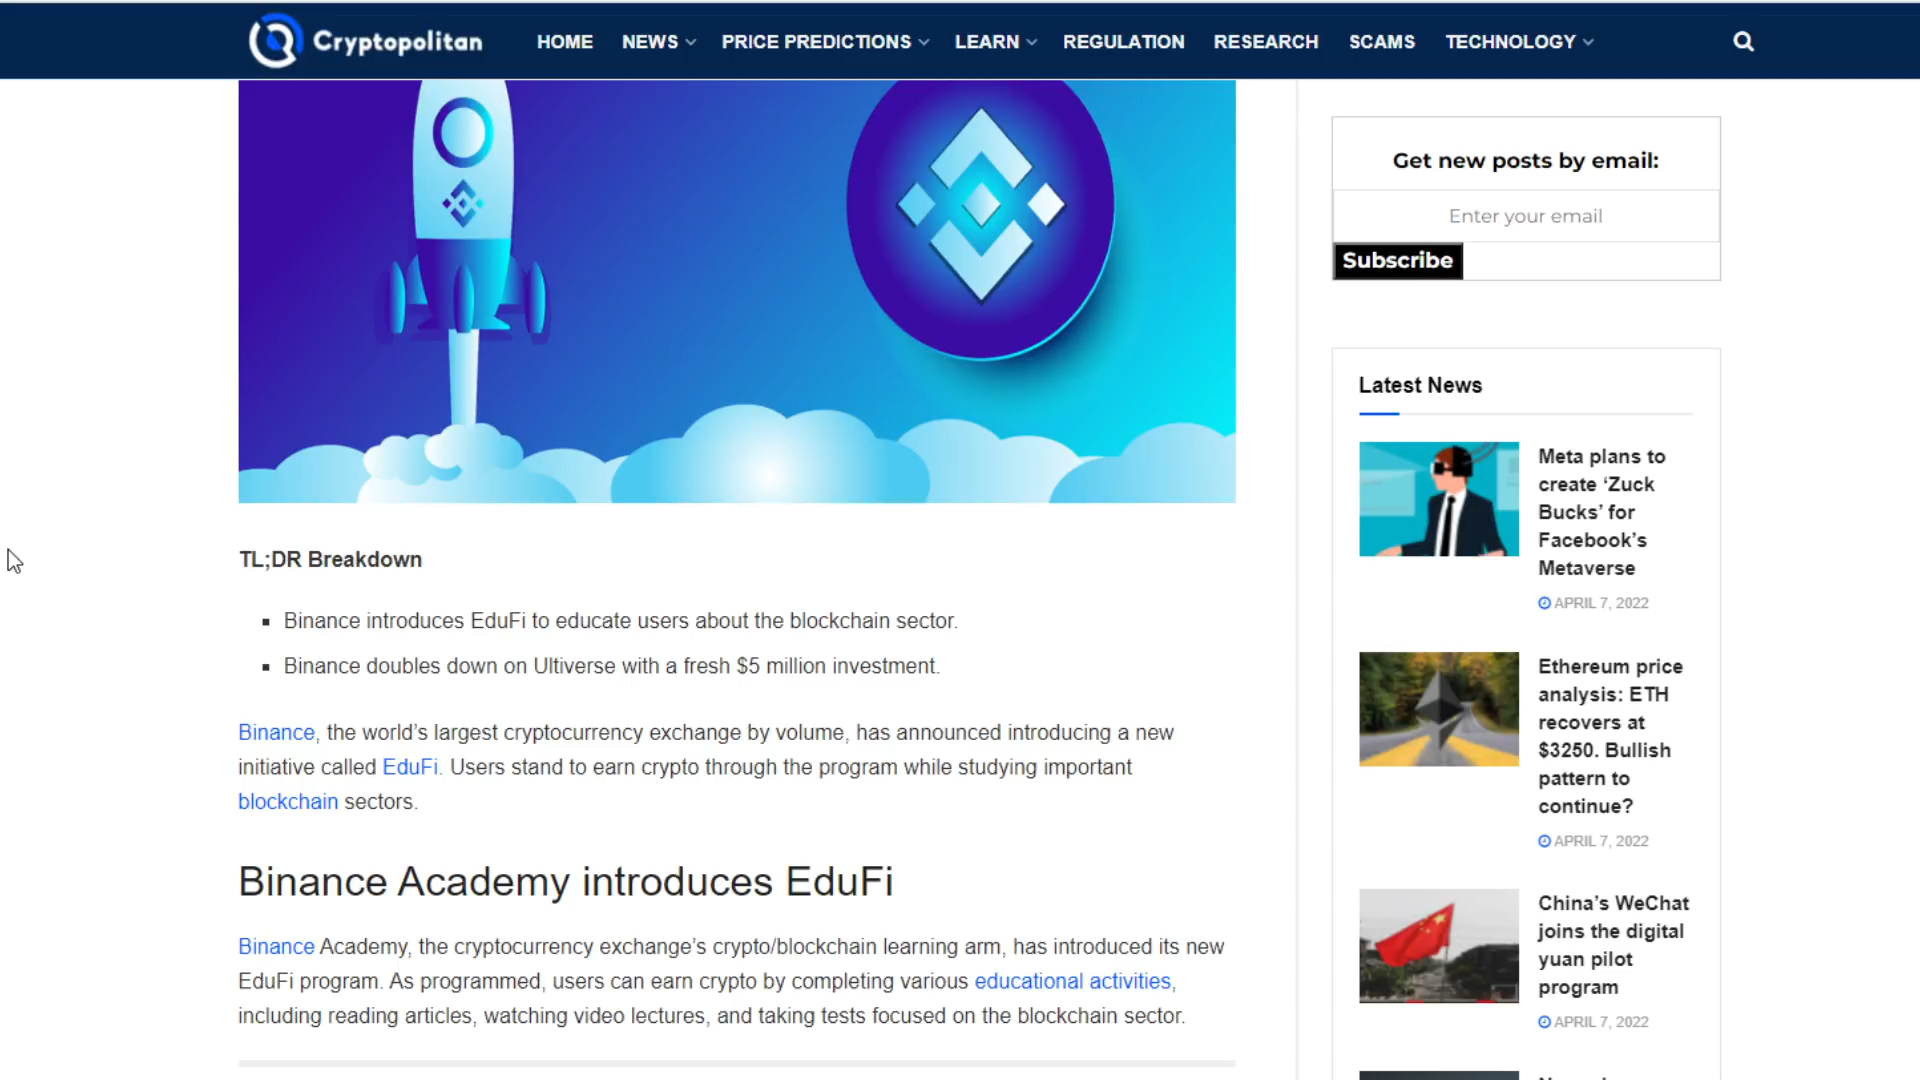 Cryptopolitan
HOME NEWS PRICE PREDICTIONS LEARN REGULATION RESEARCH SCAMS TECHNOLOGY
TL;DR Breakdown
Binance introduces EduFi to educate users about the blockchain sector.
Binance doubles down on Ultiverse with a fresh $5 million investment.
Binance, the world’s largest cryptocurrency exchange by volume, has announced introducing a new
initiative called EduFi. Users stand to earn crypto through the program while studying important
blockchain sectors.
Binance Academy introduces EduFi
Binance Academy, the cryptocurrency exchange’s crypto/blockchain learning arm, has introduced its new
EduFi program. As programmed, users can earn crypto by completing various educational activities,
including reading articles, watching video lectures, and taking tests focused on the blockchain sector.
Get new posts by email:
Enter your email
Subscribe
Latest News
Meta plans to
create ‘Zuck
Bucks’ for
Facebook’s
Metaverse
APRIL 7, 2022
Ethereum price
analysis: ETH
recovers at
$3250. Bullish
pattern to
continue?
APRIL 7, 2022
China’s WeChat
joins the digital
yuan pilot
program
APRIL 7, 2022